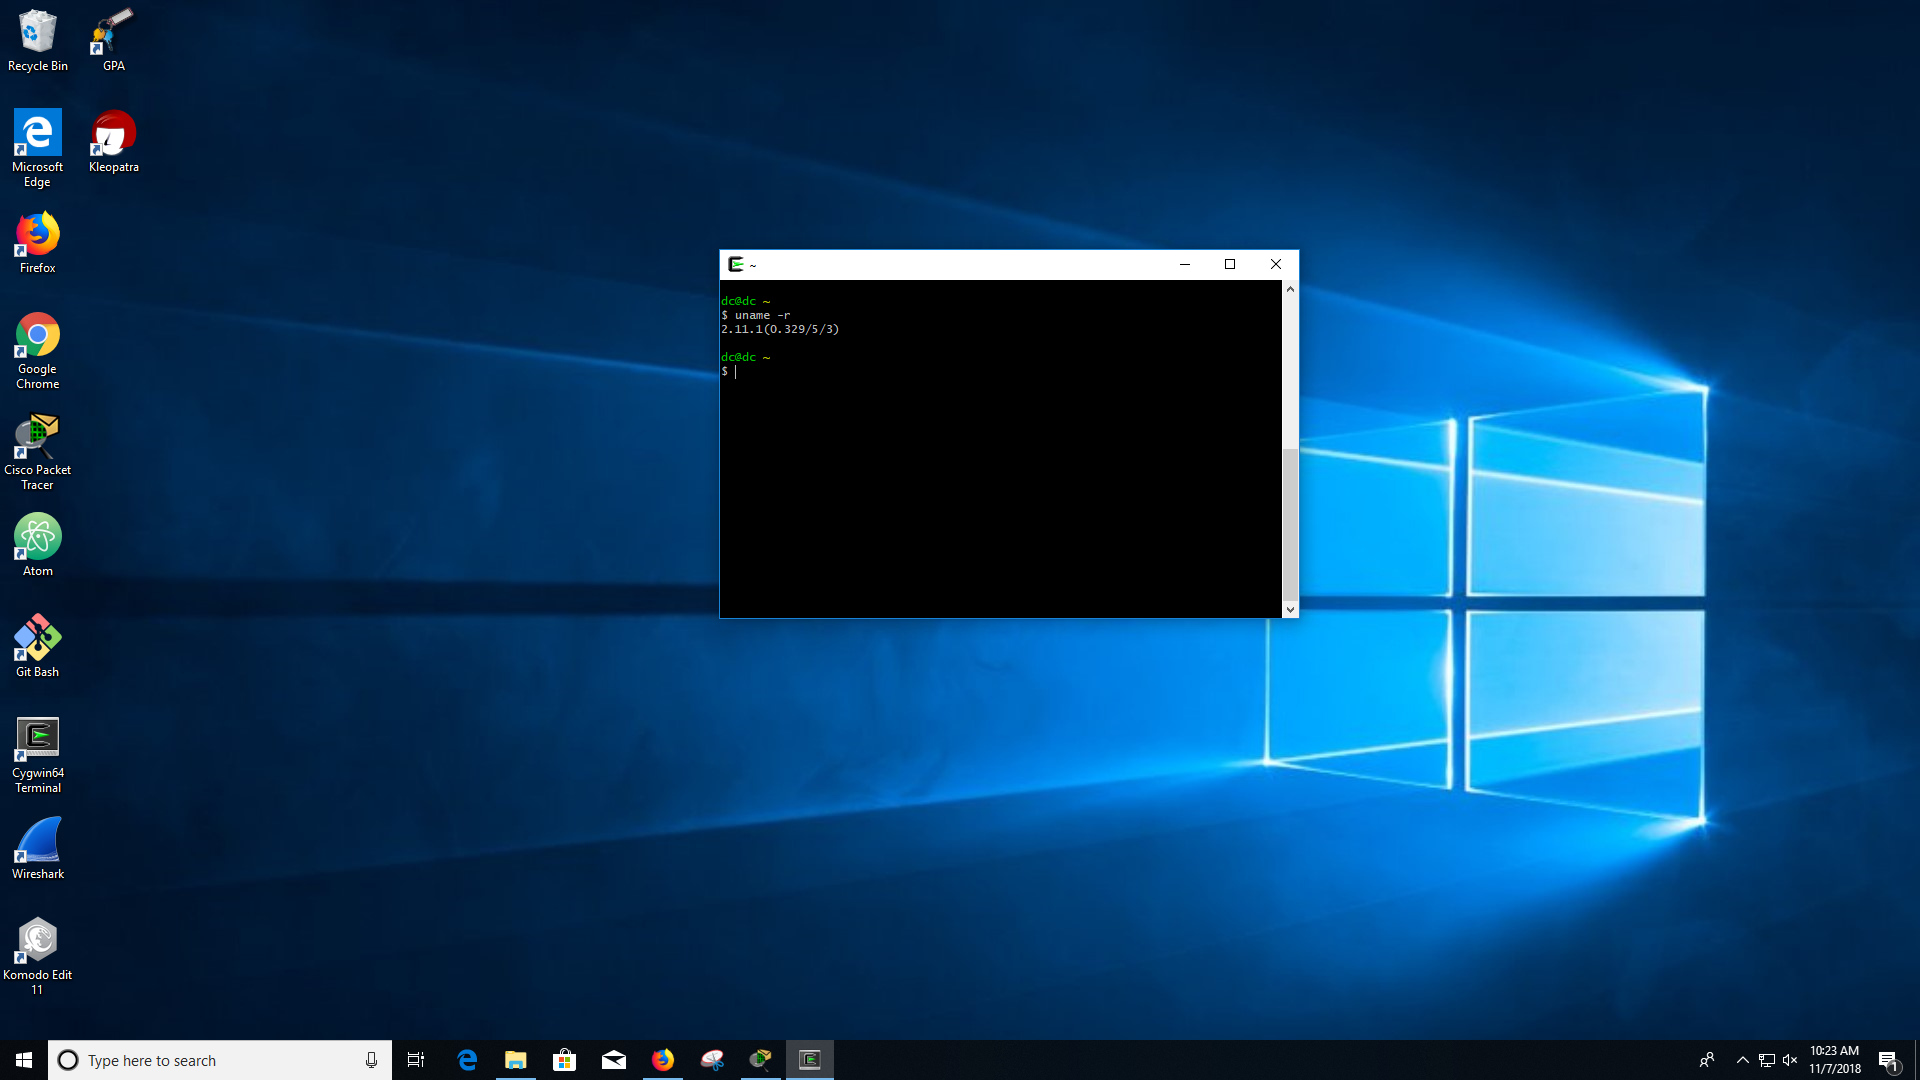 Recycle Bin
GPA
Microsoft
Edge
Kleopatra
Firefox
Google
Chrome
Cisco Packet
Tracer
Atom
Git Bash
Cygwin64
Terminal
Wireshark
Komodo Edit
11
~
dc@dc ~
$ uname -r
2.11.1(0.329/5/3)
dc@dc ~
$
Type here to search
10:23 AM
11/7/2018
1